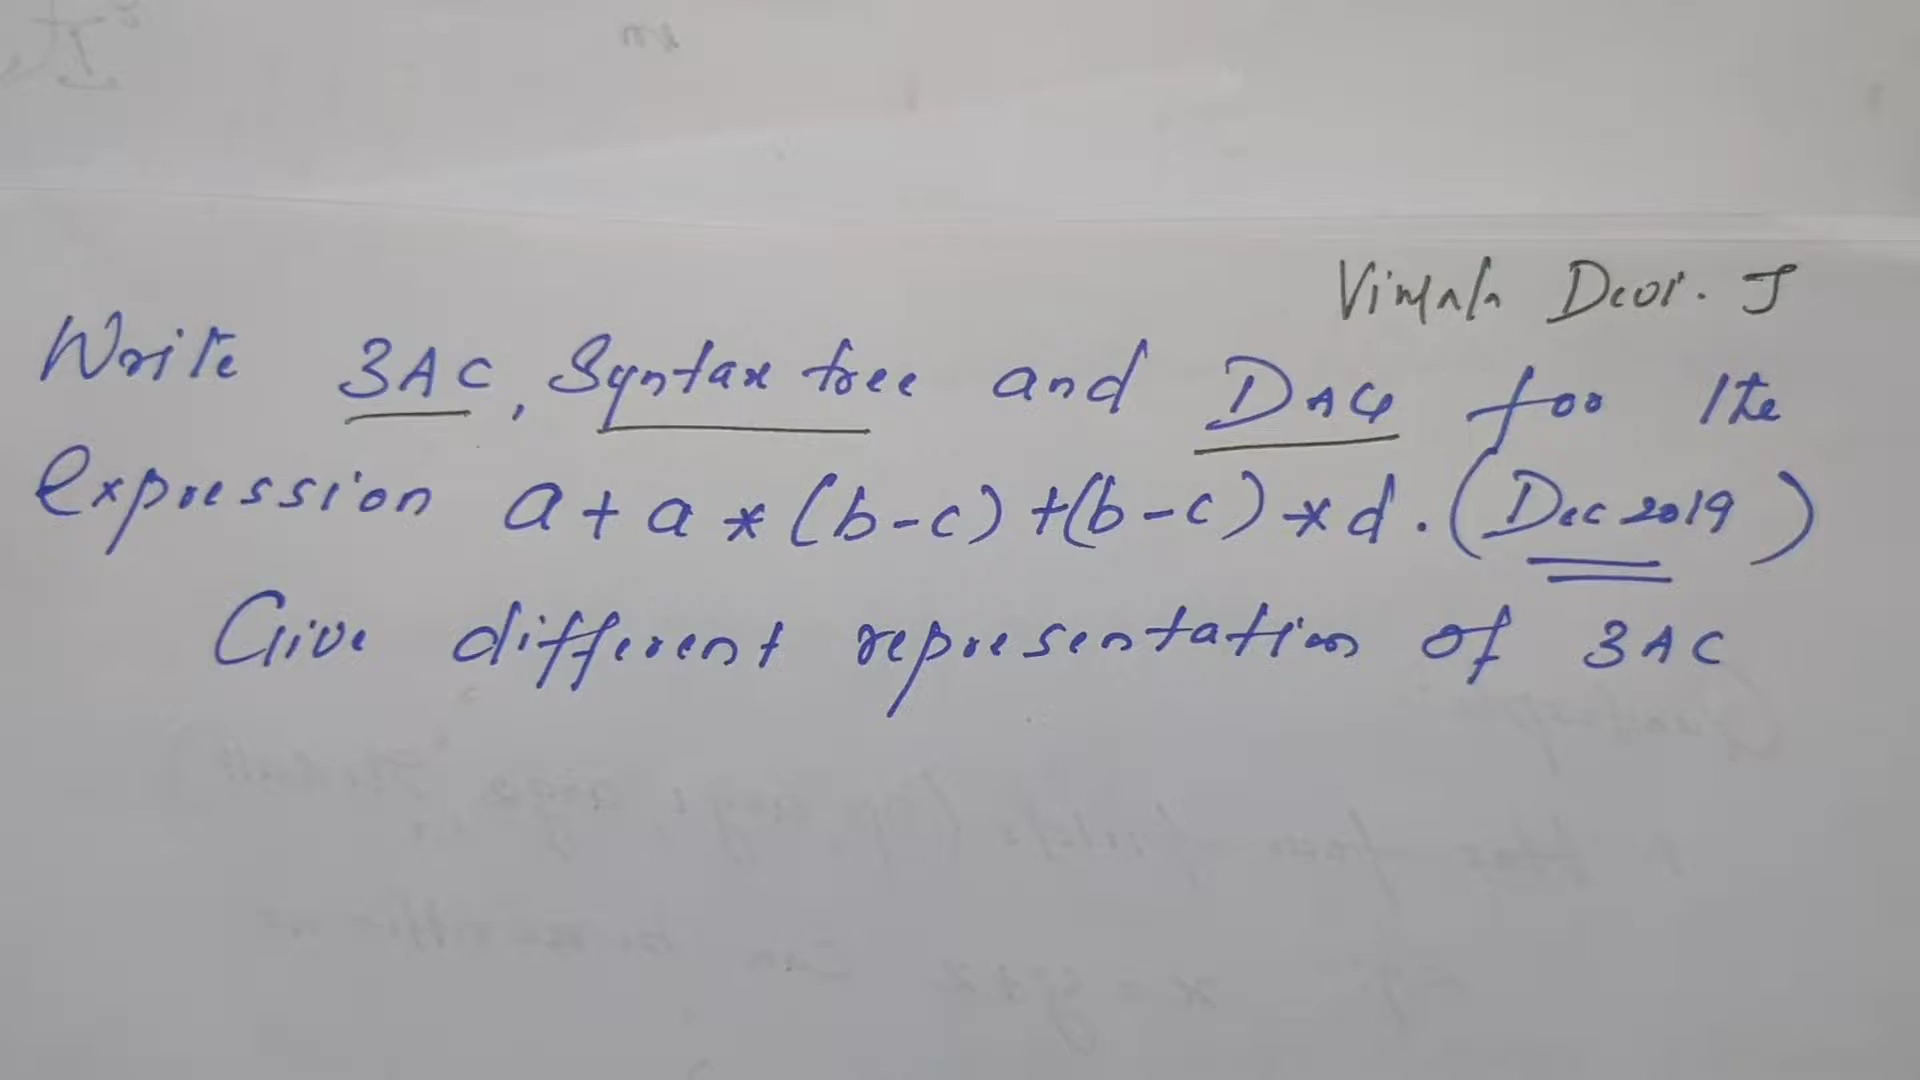 Vimala Devi. J
Write 3AC, Syntax tree and DAG for the
expression a + a * (b-c) + (b-c) * d. (Dec 2019)
Give different representation of 3AC